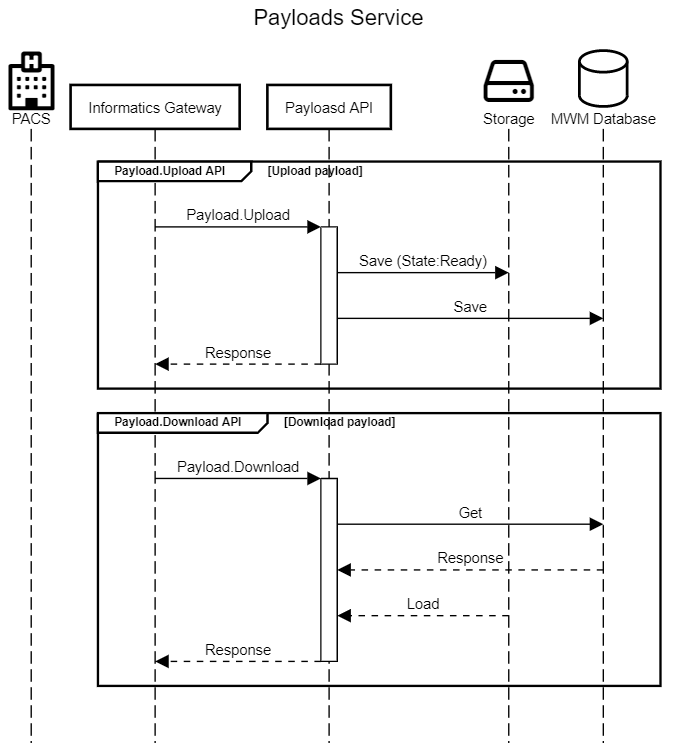 Payloads Service
PACS
Informatics Gateway
Payloasd API
Storage
MWM Database
Payload.Upload API
[Upload payload]
Payload.Upload
Save (State:Ready)
Save
Response
Payload.Download API
[Download payload]
Payload.Download
Get
Response
Load
Response